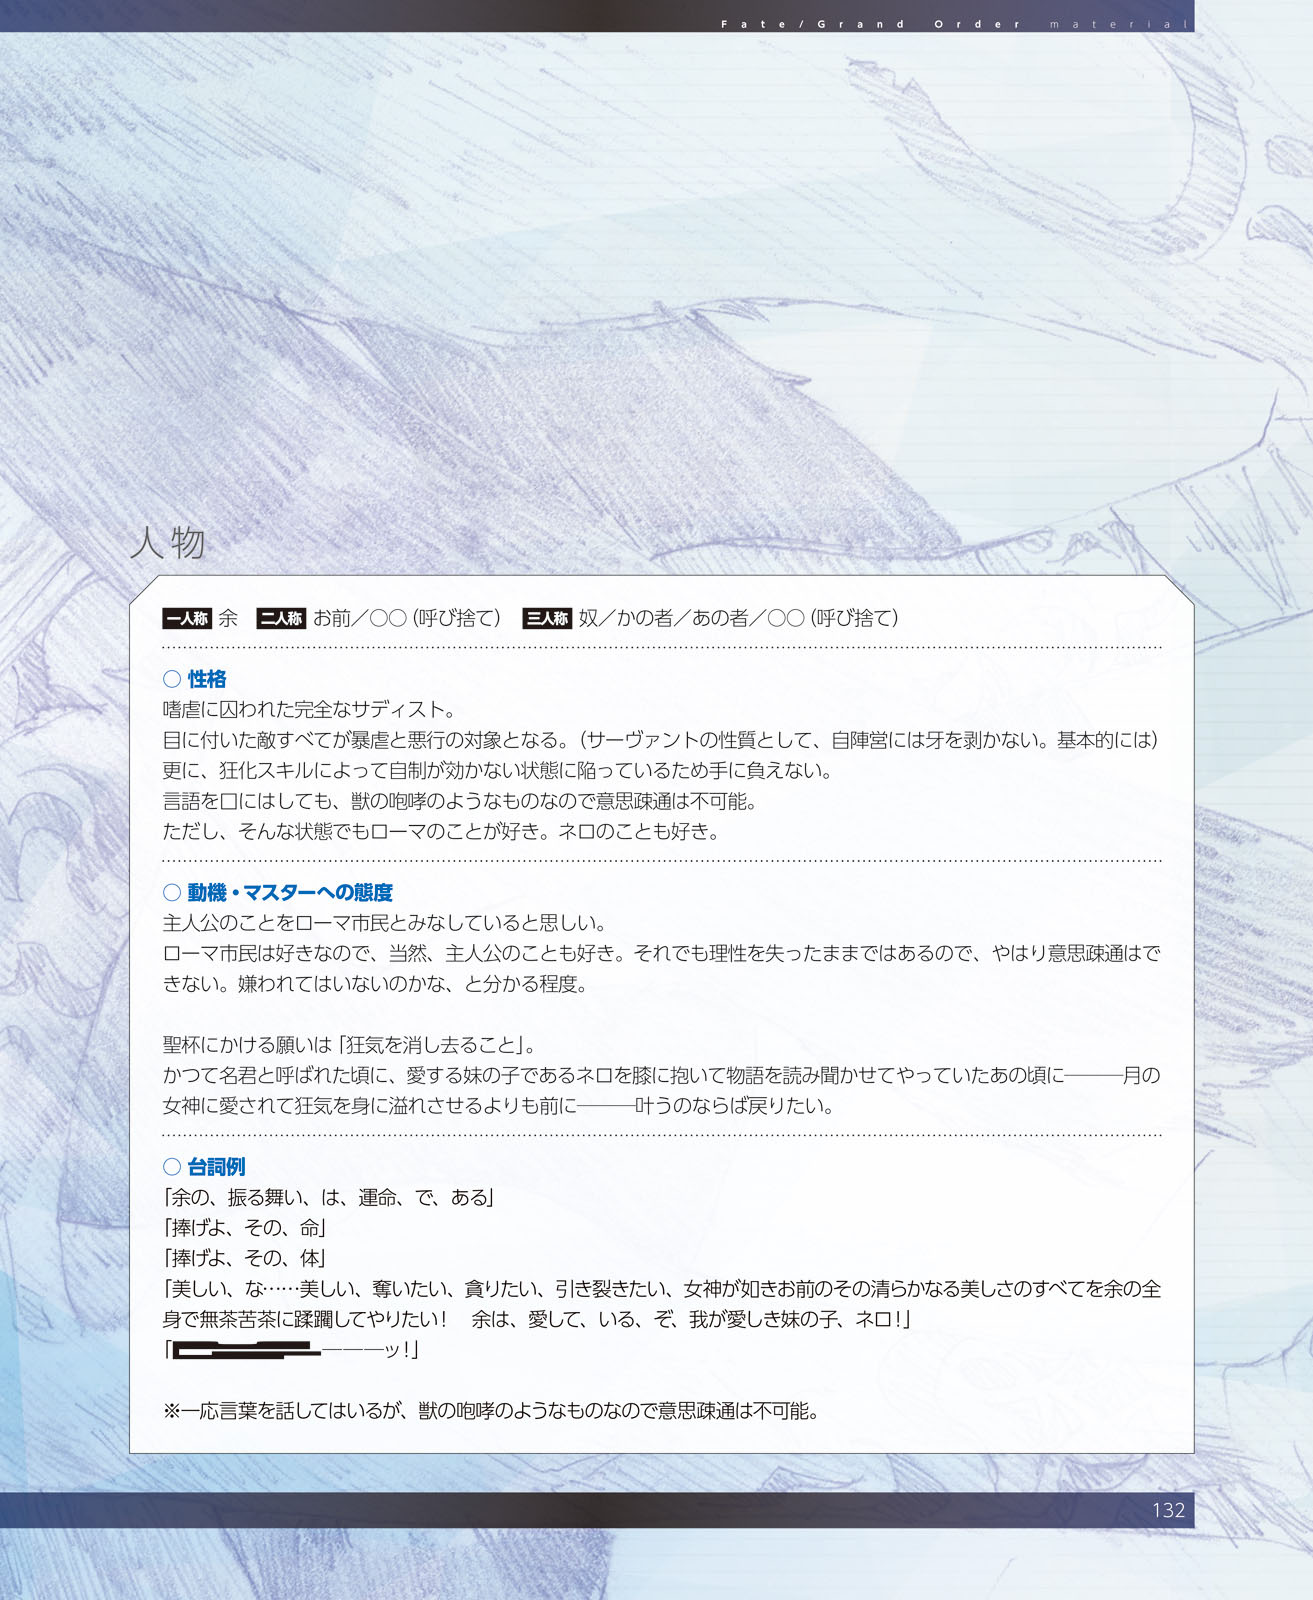 Fate/Grand Order material
人物
一人称 余 二人称 お前／○○（呼び捨て） 三人称 奴／かの者／あの者／○○（呼び捨て）
○ 性格
嗜虐に囚われた完全なサディスト。
目に付いた敵すべてが暴虐と悪行の対象となる。（サーヴァントの性質として、自陣営には牙を剥かない。基本的には）
更に、狂化スキルによって自制が効かない状態に陥っているため手に負えない。
言語を口にはしても、獣の咆哮のようなものなので意思疎通は不可能。
ただし、そんな状態でもローマのことが好き。ネロのことも好き。
○ 動機・マスターへの態度
主人公のことをローマ市民とみなしていると思しい。
ローマ市民は好きなので、当然、主人公のことも好き。それでも理性を失ったままではあるので、やはり意思疎通はで
きない。嫌われてはいないのかな、と分かる程度。
聖杯にかける願いは「狂気を消し去ること」。
かつて名君と呼ばれた頃に、愛する妹の子であるネロを膝に抱いて物語を読み聞かせてやっていたあの頃に———月の
女神に愛されて狂気を身に溢れさせるよりも前に———叶うのならば戻りたい。
○ 台詞例
「余の、振る舞い、は、運命、で、ある」
「捧げよ、その、命」
「捧げよ、その、体」
「美しい、な……美しい、奪いたい、貪りたい、引き裂きたい、女神が如きお前のその清らかなる美しさのすべてを余の全
身で無茶苦茶に蹂躙してやりたい！　余は、愛して、いる、ぞ、我が愛しき妹の子、ネロ！」
「———ッ！」
※一応言葉を話してはいるが、獣の咆哮のようなものなので意思疎通は不可能。
132